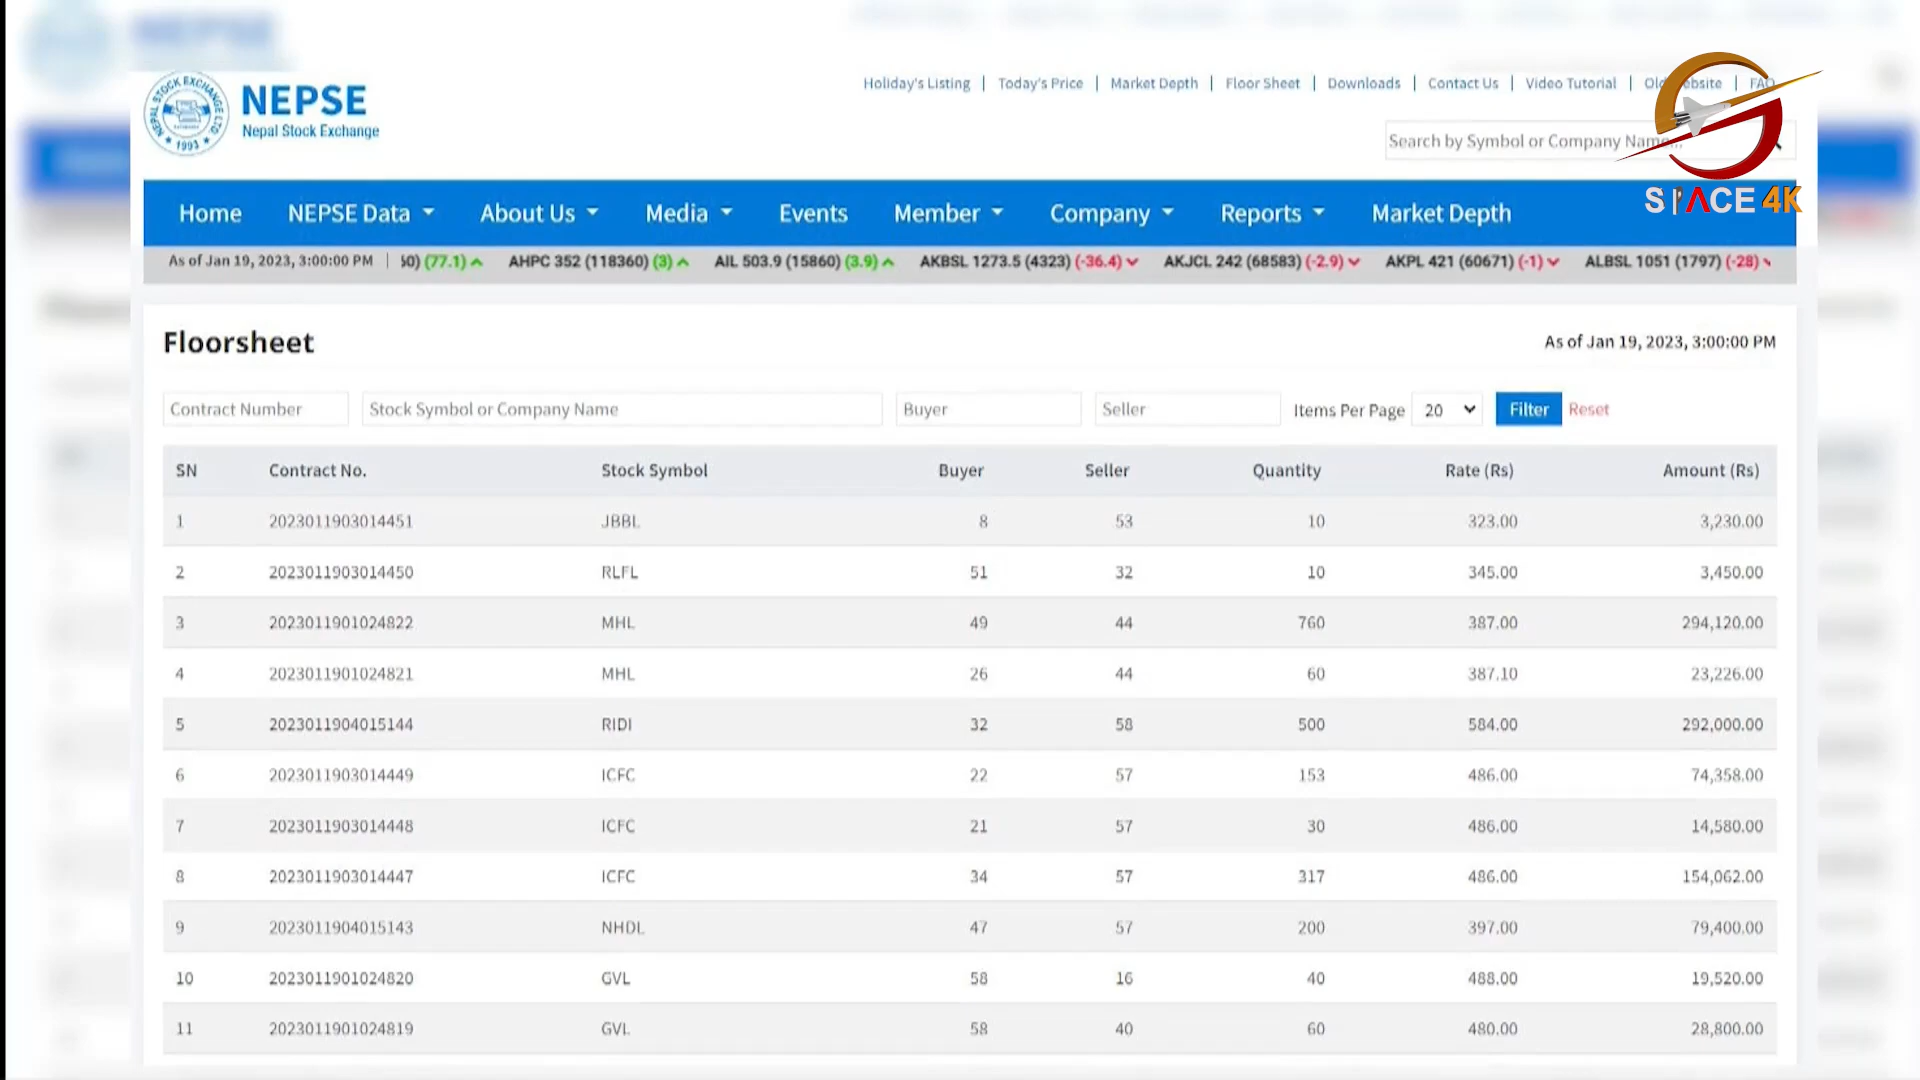 NEPSE
Nepal Stock Exchange
NEPAL STOCK EXCHANGE LTD.
1993
Holiday's Listing | Today's Price | Market Depth | Floor Sheet | Downloads | Contact Us | Video Tutorial | Old Website | FAQ
Search by Symbol or Company Name...
SPACE 4K
Home NEPSE Data About Us Media Events Member Company Reports Market Depth
As of Jan 19, 2023, 3:00:00 PM | 50) (77.1) AHPC 352 (118360) (3) AIL 503.9 (15860) (3.9) AKBSL 1273.5 (4323) (-36.4) AKJCL 242 (68583) (-2.9) AKPL 421 (60671) (-1) ALBSL 1051 (1797) (-28)
Floorsheet
As of Jan 19, 2023, 3:00:00 PM
Contract Number Stock Symbol or Company Name Buyer Seller Items Per Page 20 Filter Reset
SN Contract No. Stock Symbol Buyer Seller Quantity Rate (Rs) Amount (Rs)
1 2023011903014451 JBBL 8 53 10 323.00 3,230.00
2 2023011903014450 RLFL 51 32 10 345.00 3,450.00
3 2023011901024822 MHL 49 44 760 387.00 294,120.00
4 2023011901024821 MHL 26 44 60 387.10 23,226.00
5 2023011904015144 RIDI 32 58 500 584.00 292,000.00
6 2023011903014449 ICFC 22 57 153 486.00 74,358.00
7 2023011903014448 ICFC 21 57 30 486.00 14,580.00
8 2023011903014447 ICFC 34 57 317 486.00 154,062.00
9 2023011904015143 NHDL 47 57 200 397.00 79,400.00
10 2023011901024820 GVL 58 16 40 488.00 19,520.00
11 2023011901024819 GVL 58 40 60 480.00 28,800.00